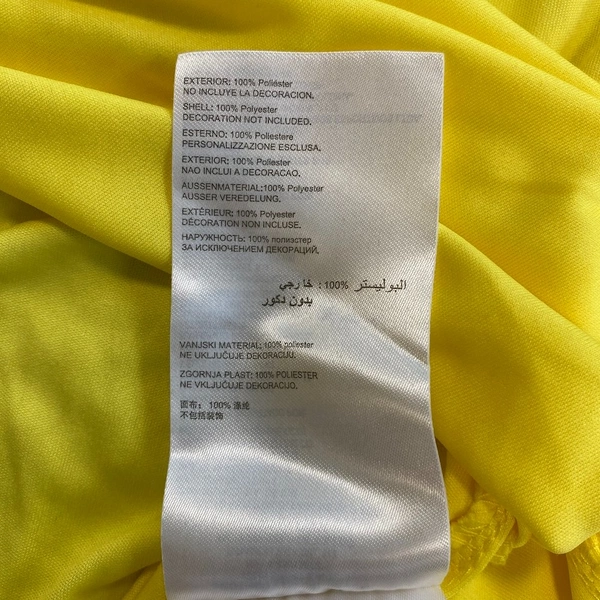 EXTERIOR: 100% Poliéster
NO INCLUYE LA DECORACION.
SHELL: 100% Polyester
DECORATION NOT INCLUDED.
ESTERNO: 100% Poliestere
PERSONALIZZAZIONE ESCLUSA.
EXTERIOR: 100% Poliester
NAO INCLUI A DECORACAO.
AUSSENMATERIAL:100% Polyester
AUSSER VEREDELUNG.
EXTÉRIEUR: 100% Polyester
DÉCORATION NON INCLUSE.
НАРУЖНОСТЬ: 100% полиэстер
ЗА ИСКЛЮЧЕНИЕМ ДЕКОРАЦИЙ.
خارجي : 100% البوليستر
بدون دكور
VANJSKI MATERIAL: 100% poliester
NE UKLJUČUJE DEKORACIJU.
ZGORNJA PLAST: 100% POLIESTER
NE VKLJUČUJE DEKORACIJO.
面布： 100% 涤纶
不包括装饰